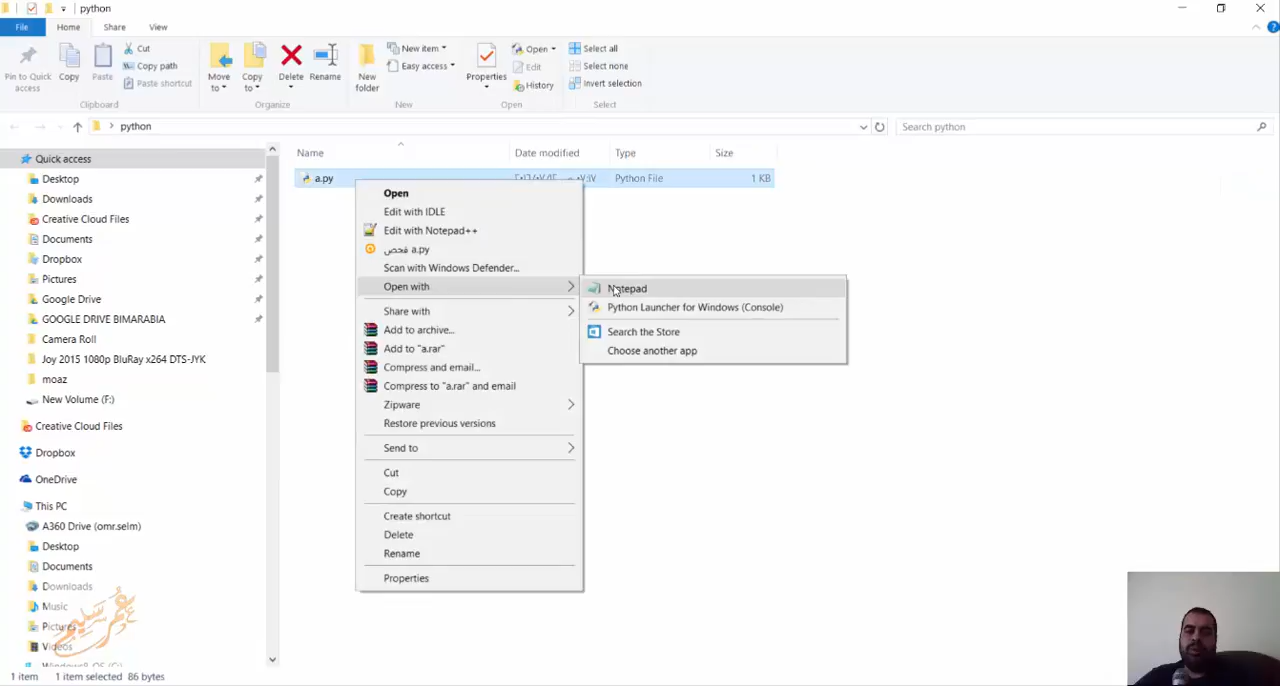 python
File Home Share View
Pin to Quick access
Copy
Paste
Cut
Copy path
Paste shortcut
Clipboard
Move to
Copy to
Delete
Rename
Organize
New folder
New item
Easy access
New
Properties
Open
Edit
History
Open
Select all
Select none
Invert selection
Select
python
Search python
Name Date modified Type Size
a.py Python File 1 KB
Quick access
Desktop
Downloads
Creative Cloud Files
Documents
Dropbox
Pictures
Google Drive
GOOGLE DRIVE BIMARABIA
Camera Roll
Joy 2015 1080p BluRay x264 DTS-JYK
moaz
New Volume (F:)
Creative Cloud Files
Dropbox
OneDrive
This PC
A360 Drive (omr.selm)
Desktop
Documents
Downloads
Music
Pictures
Videos
1 item 1 item selected 86 bytes
Open
Edit with IDLE
Edit with Notepad++
فحص a.py
Scan with Windows Defender...
Open with
Share with
Add to archive...
Add to "a.rar"
Compress and email...
Compress to "a.rar" and email
Zipware
Restore previous versions
Send to
Cut
Copy
Create shortcut
Delete
Rename
Properties
Notepad
Python Launcher for Windows (Console)
Search the Store
Choose another app
عمر سليم